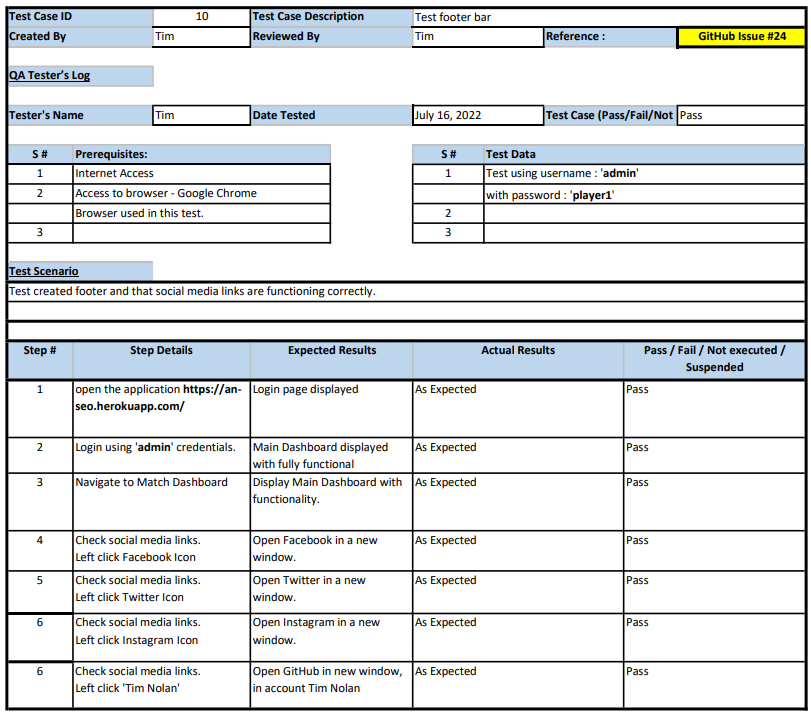 Test Case ID 10 Test Case Description Test footer bar
Created By Tim Reviewed By Tim Reference : GitHub Issue #24
QA Tester's Log
Tester's Name Tim Date Tested July 16, 2022 Test Case (Pass/Fail/Not Pass
S # Prerequisites: S # Test Data
1 Internet Access 1 Test using username : 'admin'
2 Access to browser - Google Chrome with password : 'player1'
Browser used in this test. 2
3 3
Test Scenario
Test created footer and that social media links are functioning correctly.
Step # Step Details Expected Results Actual Results Pass / Fail / Not executed /
Suspended
1 open the application https://an- Login page displayed As Expected Pass
seo.herokuapp.com/
2 Login using 'admin' credentials. Main Dashboard displayed As Expected Pass
with fully functional
3 Navigate to Match Dashboard Display Main Dashboard with As Expected Pass
functionality.
4 Check social media links. Open Facebook in a new As Expected Pass
Left click Facebook Icon window.
5 Check social media links. Open Twitter in a new As Expected Pass
Left click Twitter Icon window.
6 Check social media links. Open Instagram in a new As Expected Pass
Left click Instagram Icon window.
6 Check social media links. Open GitHub in new window, As Expected Pass
Left click 'Tim Nolan' in account Tim Nolan